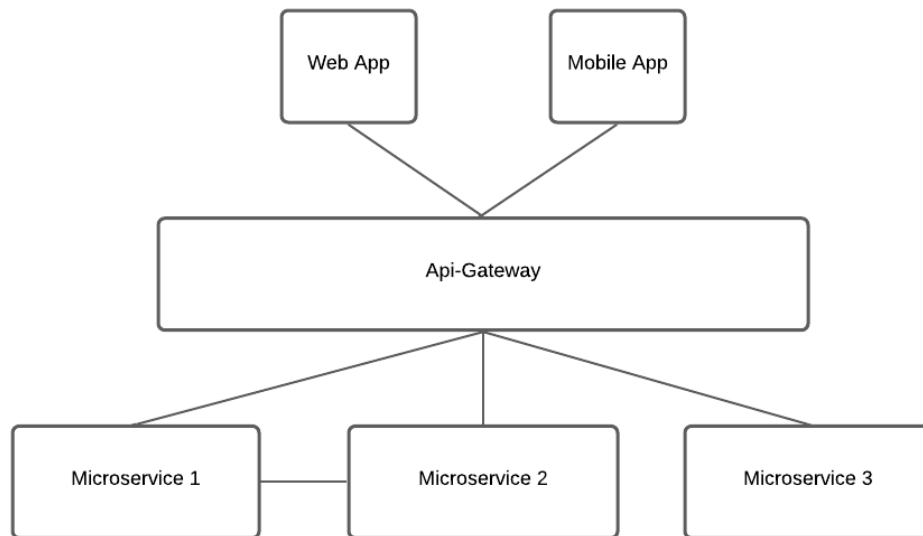 Web App
Mobile App
Api-Gateway
Microservice 1
Microservice 2
Microservice 3